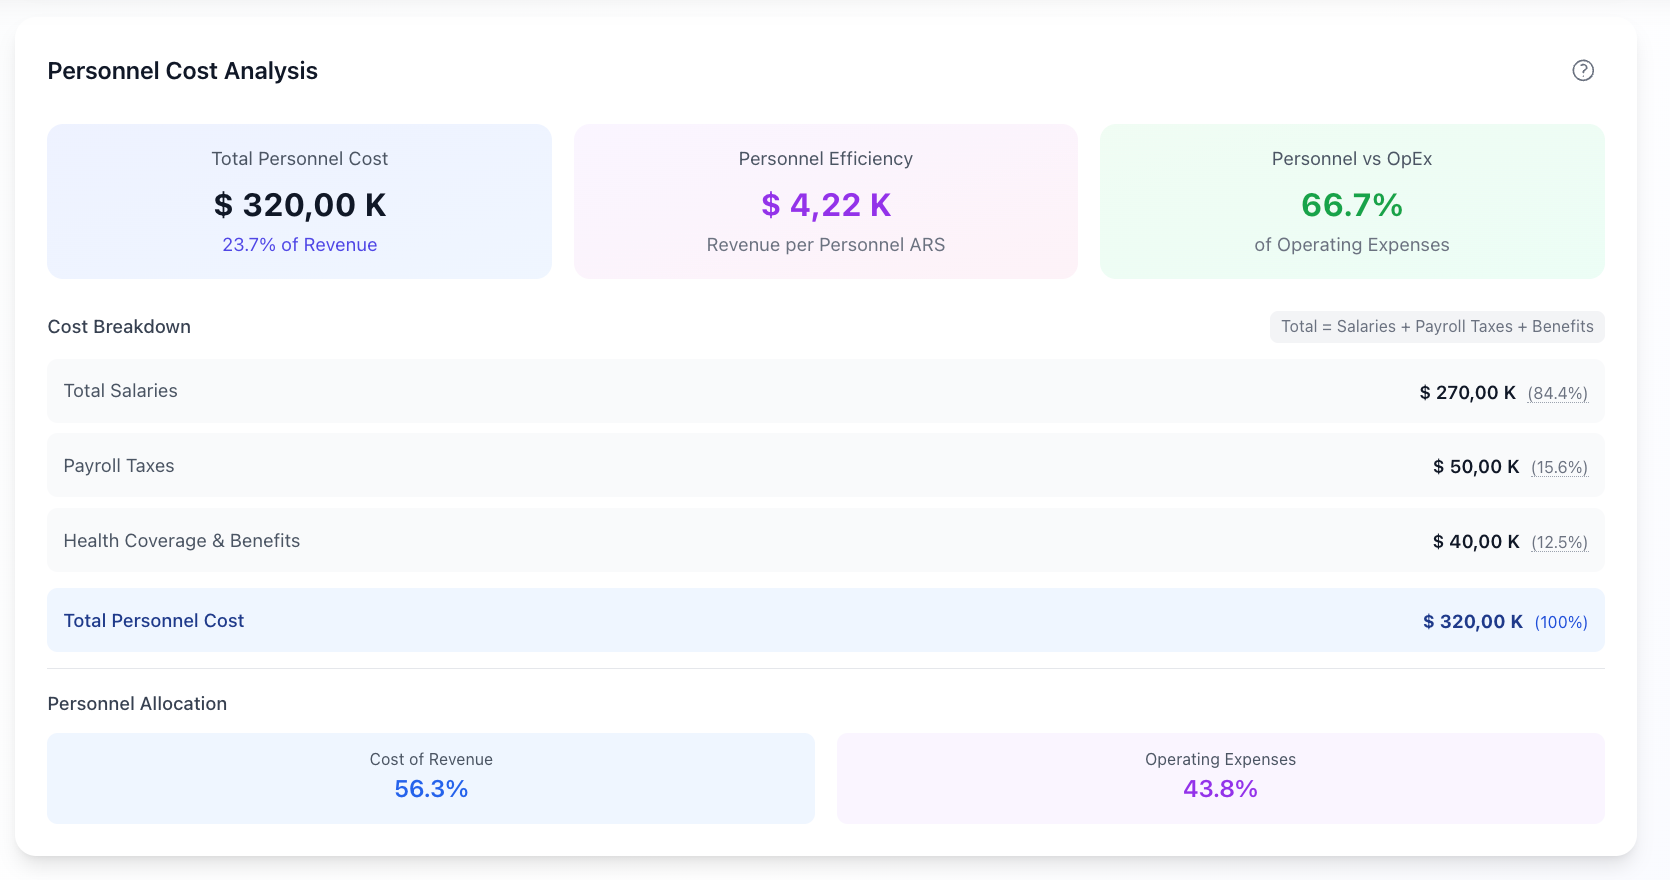 Personnel Cost Analysis
?
Total Personnel Cost
$ 320,00 K
23.7% of Revenue
Personnel Efficiency
$ 4,22 K
Revenue per Personnel ARS
Personnel vs OpEx
66.7%
of Operating Expenses
Cost Breakdown
Total = Salaries + Payroll Taxes + Benefits
Total Salaries
$ 270,00 K (84.4%)
Payroll Taxes
$ 50,00 K (15.6%)
Health Coverage & Benefits
$ 40,00 K (12.5%)
Total Personnel Cost
$ 320,00 K (100%)
Personnel Allocation
Cost of Revenue
56.3%
Operating Expenses
43.8%